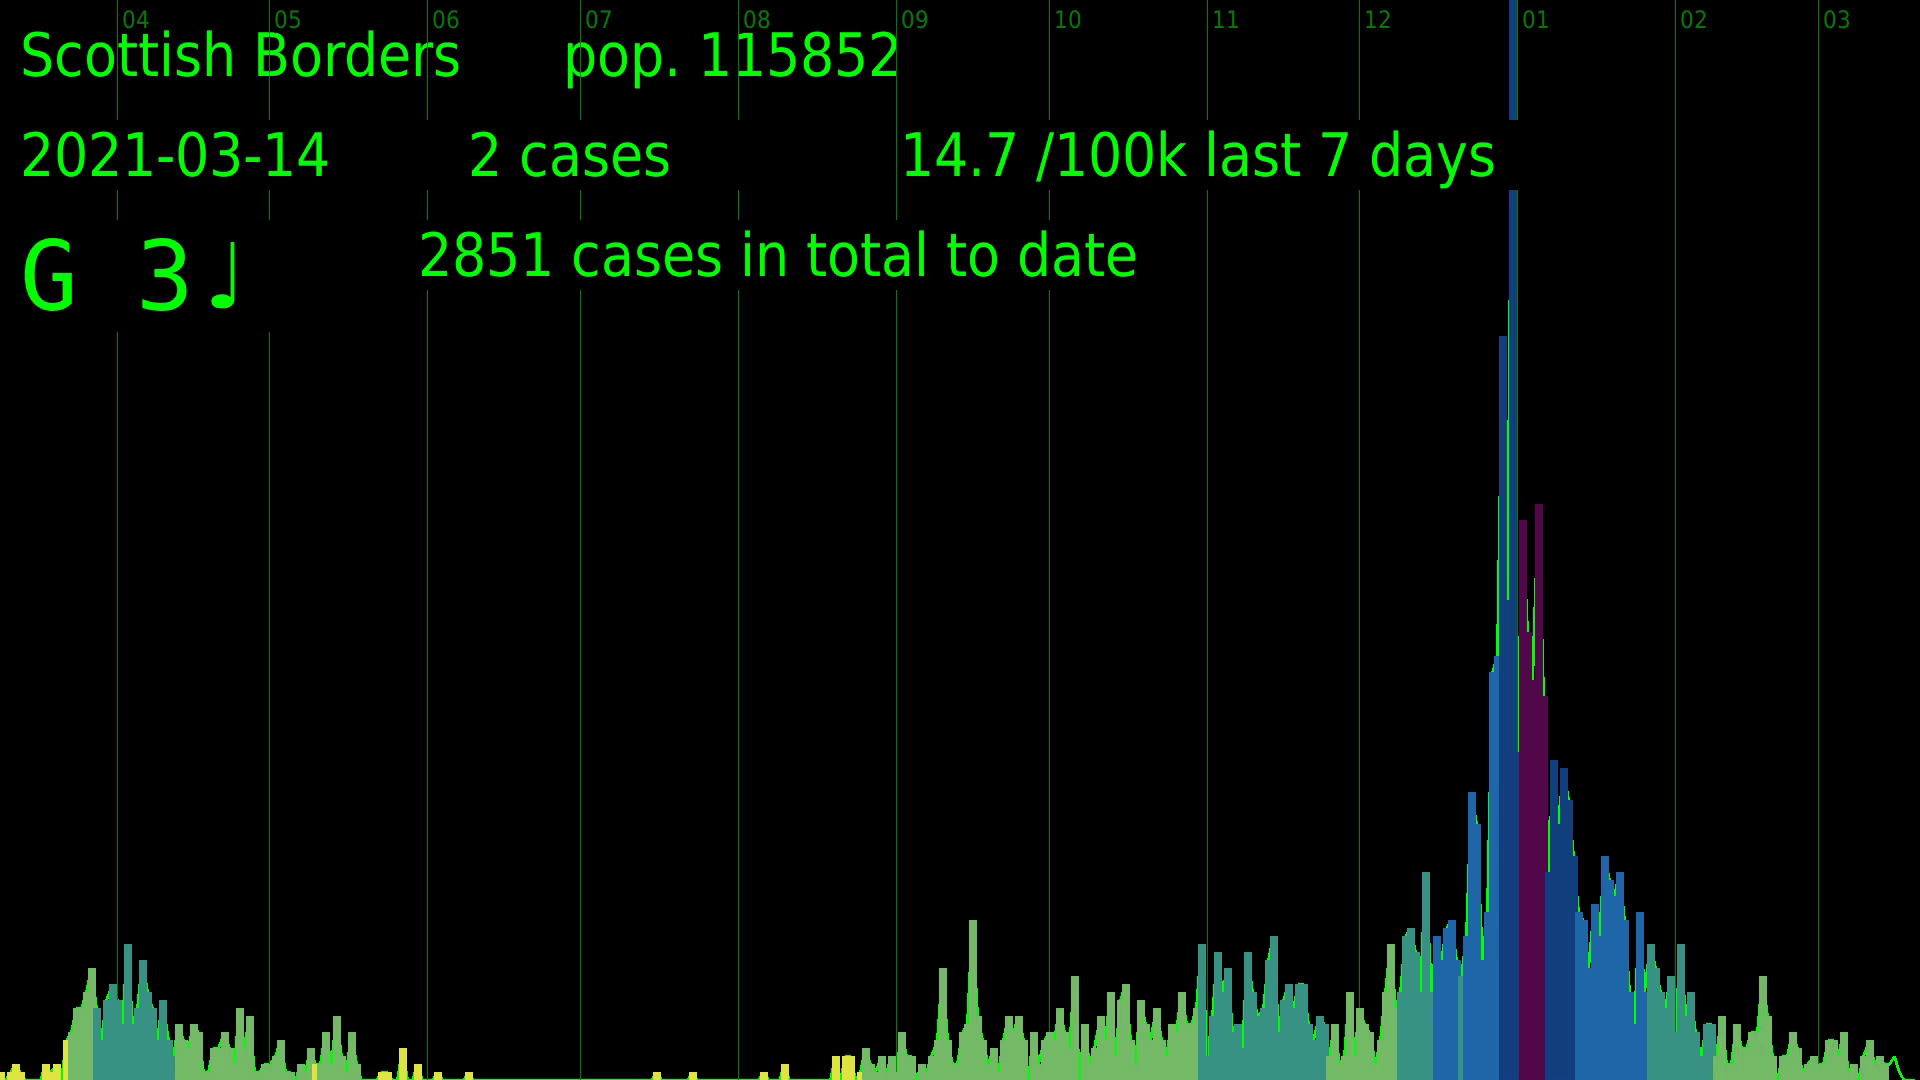 04 05 06 07 08 09 10 11 12 01 02 03
Scottish Borders pop. 115852
2021-03-14 2 cases 14.7 /100k last 7 days
G 3♩ 2851 cases in total to date